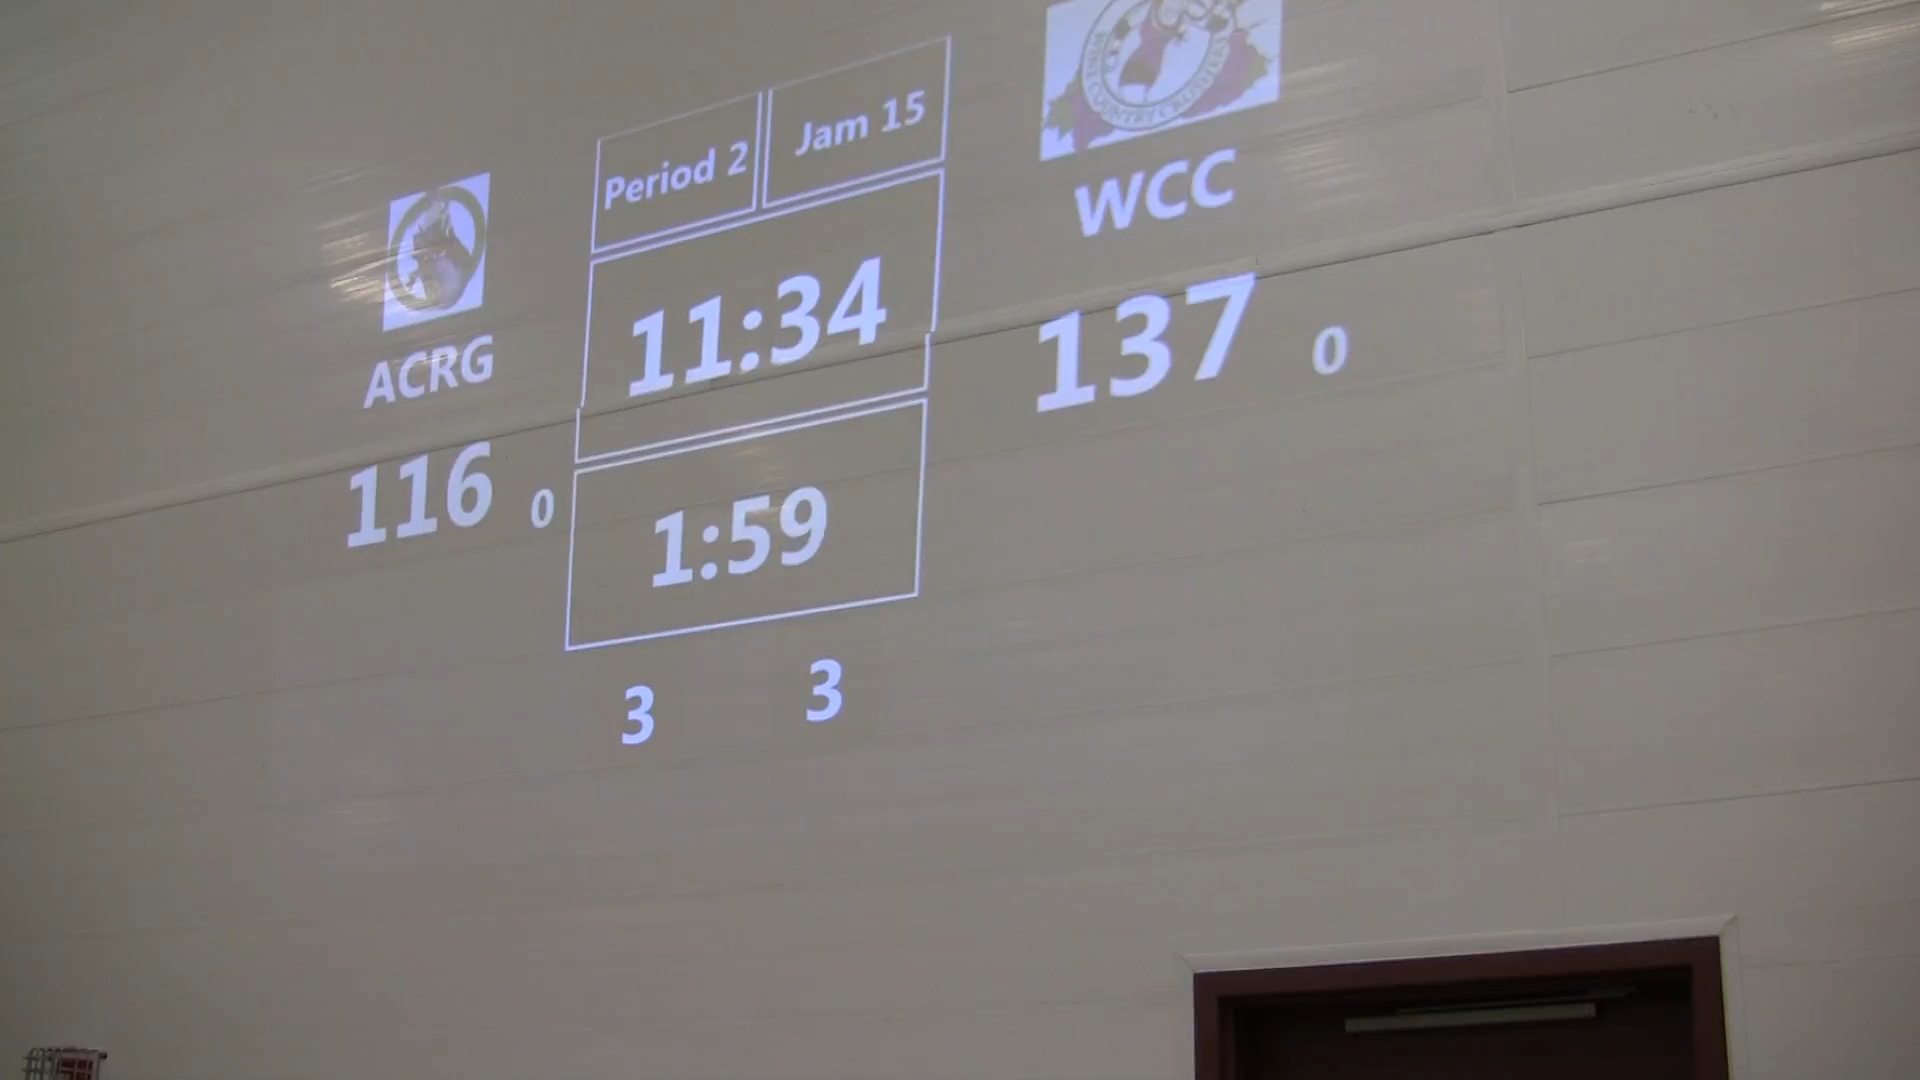 Period 2
Jam 15
ACRG
116 0
11:34
1:59
3 3
WCC
137 0